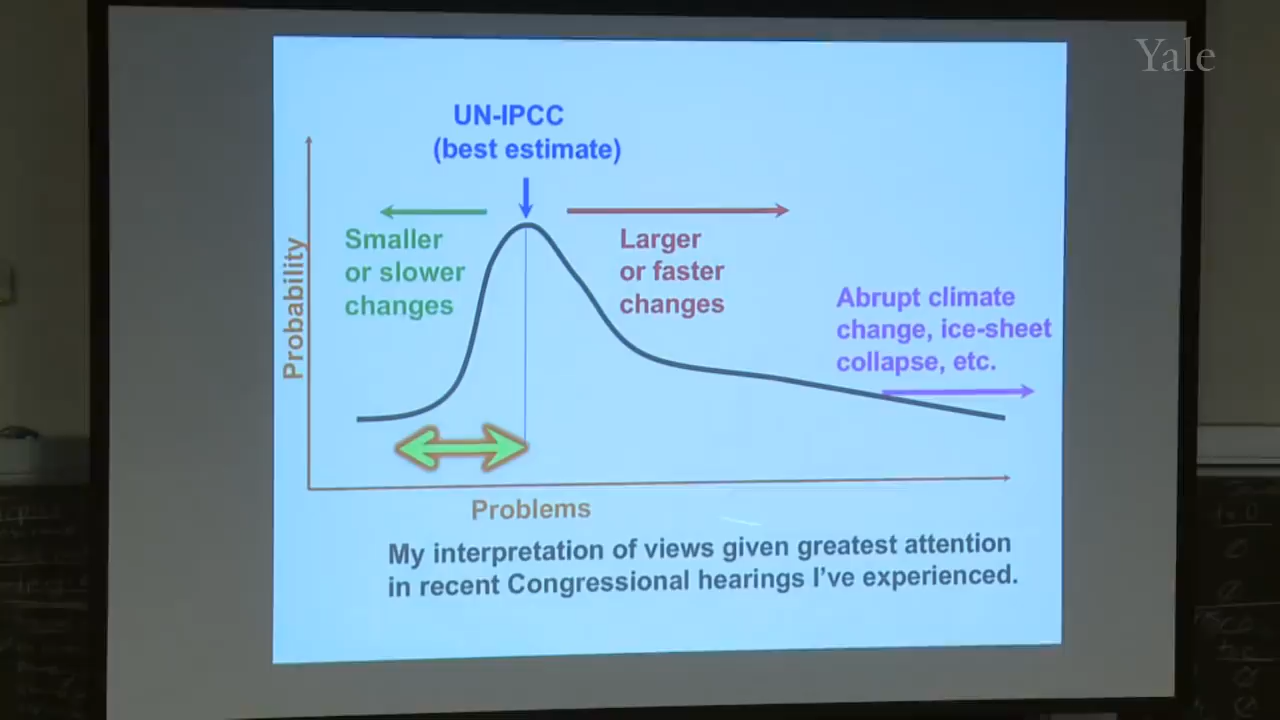 Yale
UN-IPCC
(best estimate)
Smaller
or slower
changes
Larger
or faster
changes
Abrupt climate
change, ice-sheet
collapse, etc.
Probability
Problems
My interpretation of views given greatest attention
in recent Congressional hearings I've experienced.